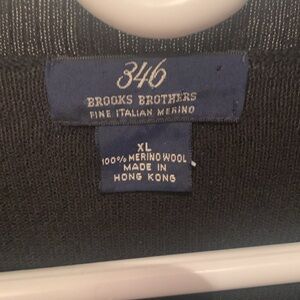 346
BROOKS BROTHERS
FINE ITALIAN MERINO
XL
100% MERINO WOOL
MADE IN
HONG KONG